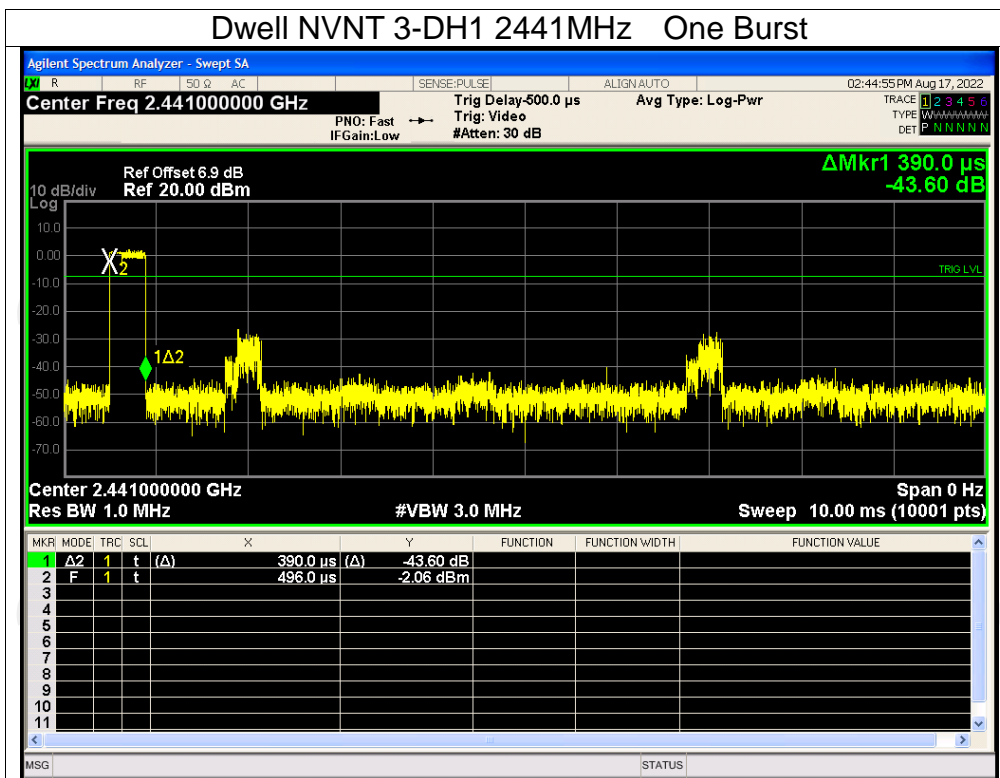 Dwell NVNT 3-DH1 2441MHz One Burst
Agilent Spectrum Analyzer - Swept SA
LXI R RF 50 Ω AC SENSE:PULSE ALIGN AUTO 02:44:55 PM Aug 17, 2022
Center Freq 2.441000000 GHz Trig Delay-500.0 µs Avg Type: Log-Pwr TRACE 1 2 3 4 5 6
PNO: Fast Trig: Video TYPE WWWWWW
IFGain:Low #Atten: 30 dB DET P N N N N N
ΔMkr1 390.0 µs
-43.60 dB
Ref Offset 6.9 dB
10 dB/div Ref 20.00 dBm
Log
10.0
0.00
X2
TRIG LVL
-10.0
-20.0
-30.0
1Δ2
-40.0
-50.0
-60.0
-70.0
Center 2.441000000 GHz Span 0 Hz
Res BW 1.0 MHz #VBW 3.0 MHz Sweep 10.00 ms (10001 pts)
MKR MODE TRC SCL X Y FUNCTION FUNCTION WIDTH FUNCTION VALUE
1 Δ2 1 t (Δ) 390.0 µs (Δ) -43.60 dB
2 F 1 t 496.0 µs -2.06 dBm
3
4
5
6
7
8
9
10
11
MSG STATUS